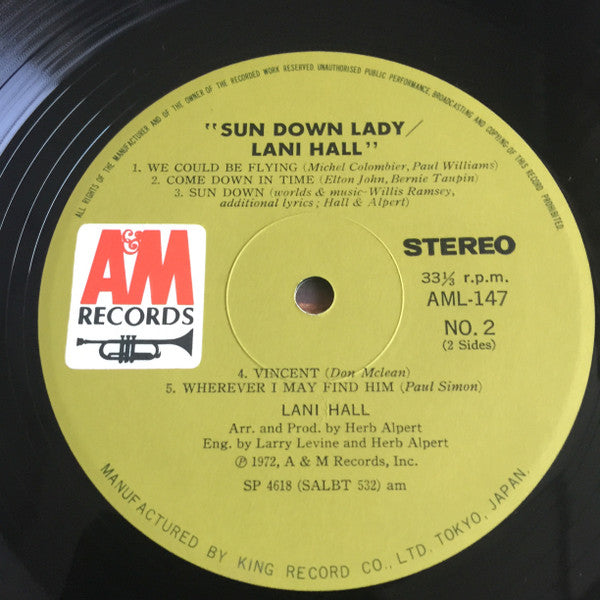 ALL RIGHTS OF THE MANUFACTURER AND OF THE OWNER OF THE RECORDED WORK RESERVED. UNAUTHORISED PUBLIC PERFORMANCE, BROADCASTING AND COPYING OF THIS RECORD PROHIBITED.
"SUN DOWN LADY/
LANI HALL"
1. WE COULD BE FLYING (Michel Colombier, Paul Williams)
2. COME DOWN IN TIME (Elton John, Bernie Taupin)
3. SUN DOWN (worlds & music-Willis Ramsey,
additional lyrics; Hall & Alpert)
A&M
RECORDS
STEREO
33⅓ r.p.m.
AML-147
NO. 2
(2 Sides)
4. VINCENT (Don Mclean)
5. WHEREVER I MAY FIND HIM (Paul Simon)
LANI HALL
Arr. and Prod. by Herb Alpert
Eng. by Larry Levine and Herb Alpert
℗ 1972, A & M Records, Inc.
SP 4618 (SALBT 532) am
MANUFACTURED BY KING RECORD CO., LTD. TOKYO, JAPAN.